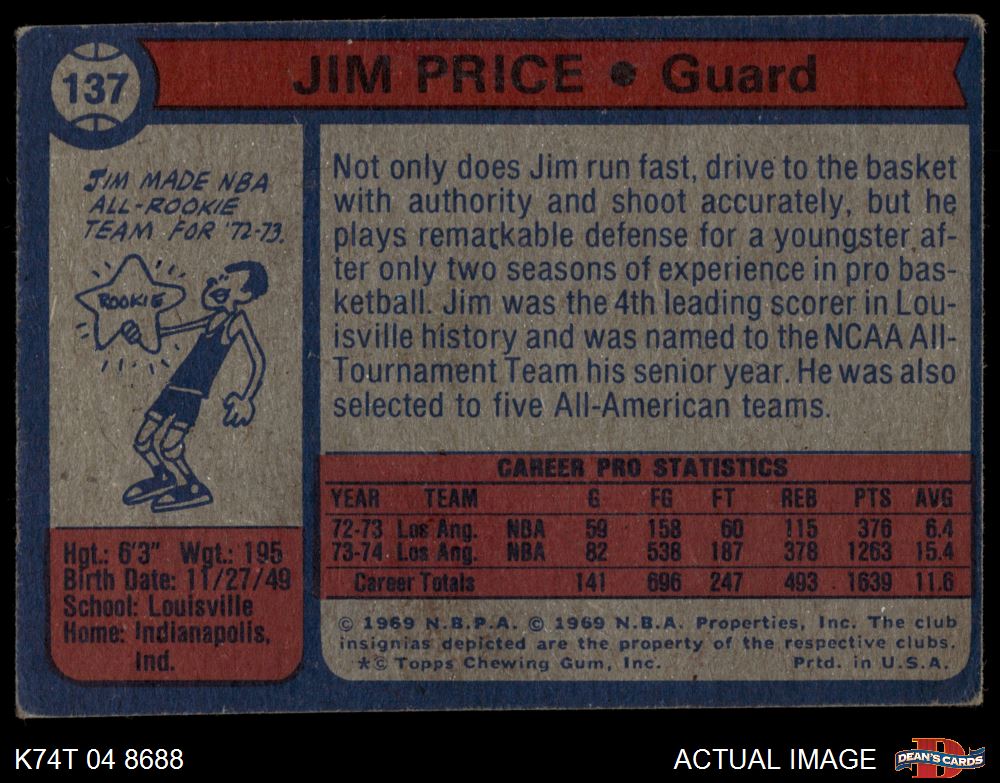 137
JIM PRICE • Guard
JIM MADE NBA
ALL-ROOKIE
TEAM FOR '72-73.
ROOKIE
Hgt.: 6'3" Wgt.: 195
Birth Date: 11/27/49
School: Louisville
Home: Indianapolis,
Ind.
Not only does Jim run fast, drive to the basket
with authority and shoot accurately, but he
plays remarkable defense for a youngster af-
ter only two seasons of experience in pro bas-
ketball. Jim was the 4th leading scorer in Lou-
isville history and was named to the NCAA All-
Tournament Team his senior year. He was also
selected to five All-American teams.
CAREER PRO STATISTICS
YEAR TEAM G FG FT REB PTS AVG
72-73 Los Ang. NBA 59 158 60 115 376 6.4
73-74 Los Ang. NBA 82 538 187 378 1263 15.4
Career Totals 141 696 247 493 1639 11.6
© 1969 N.B.P.A. © 1969 N.B.A. Properties, Inc. The club
insignias depicted are the property of the respective clubs.
*© Topps Chewing Gum, Inc. Prtd. in U.S.A.
K74T 04 8688
ACTUAL IMAGE
D
DEAN'S CARDS